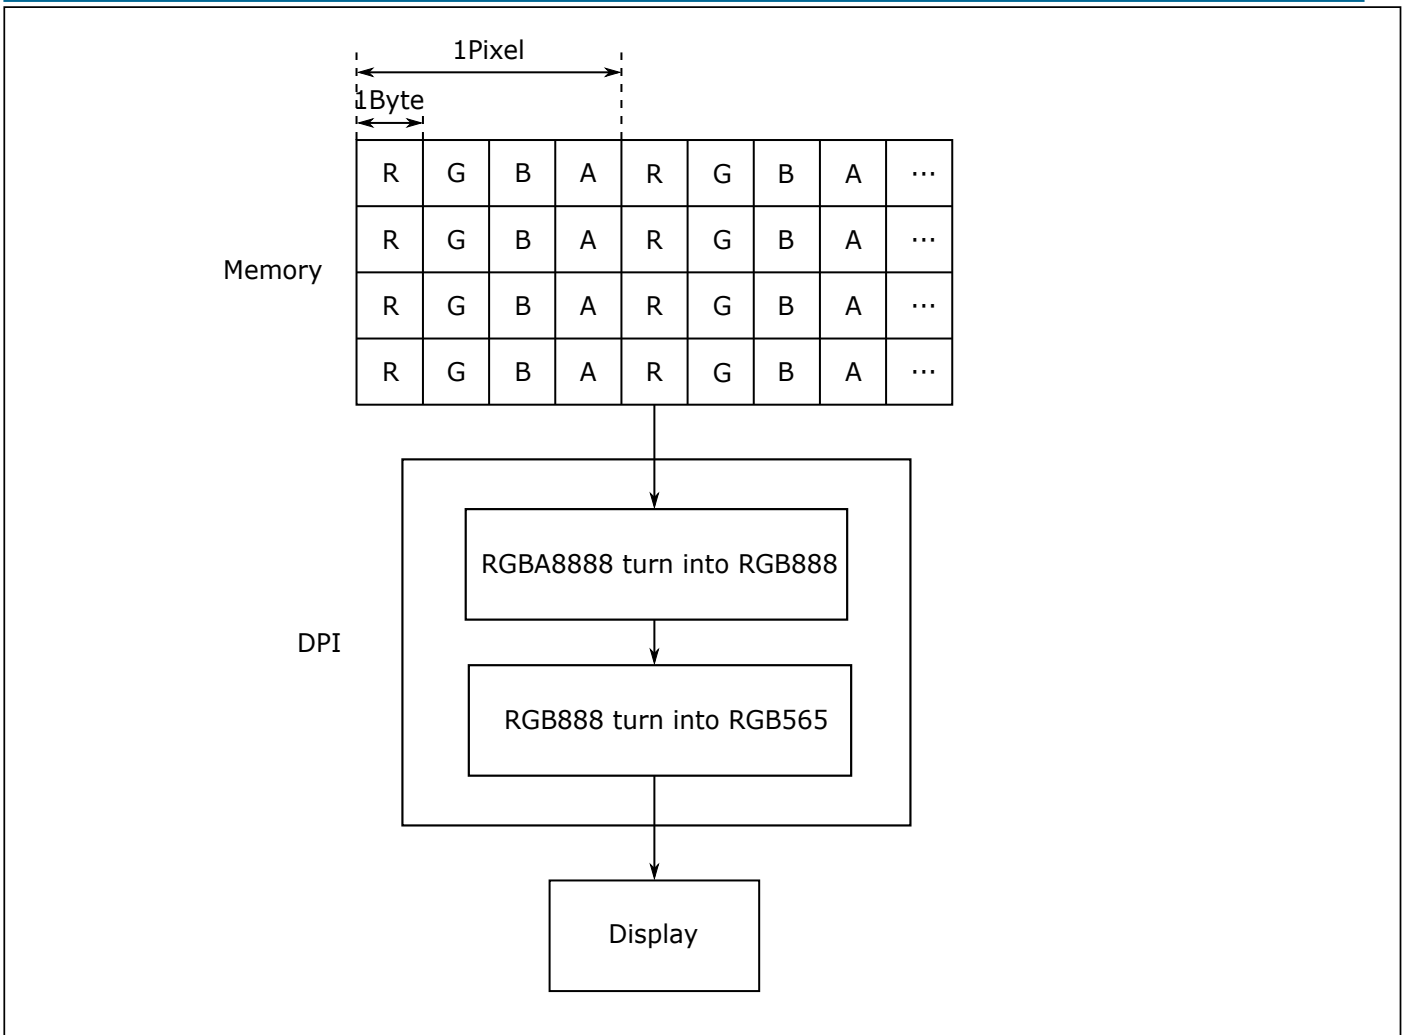 1Pixel
1Byte
R G B A R G B A ...
R G B A R G B A ...
Memory
R G B A R G B A ...
R G B A R G B A ...
RGBA8888 turn into RGB888
DPI
RGB888 turn into RGB565
Display